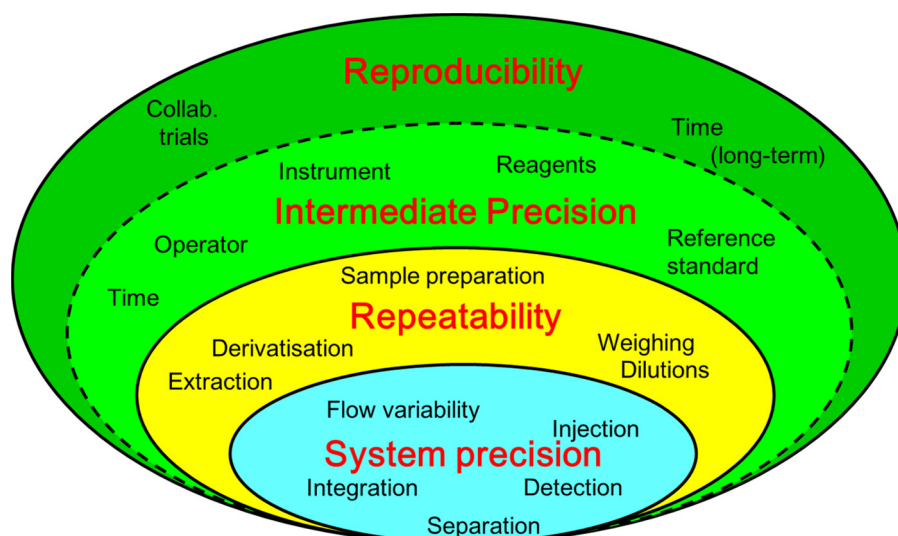 Reproducibility
Collab.
trials
Time
(long-term)
Instrument
Reagents
Intermediate Precision
Operator
Reference
standard
Time
Sample preparation
Repeatability
Derivatisation
Weighing
Dilutions
Extraction
Flow variability
Injection
System precision
Integration
Detection
Separation